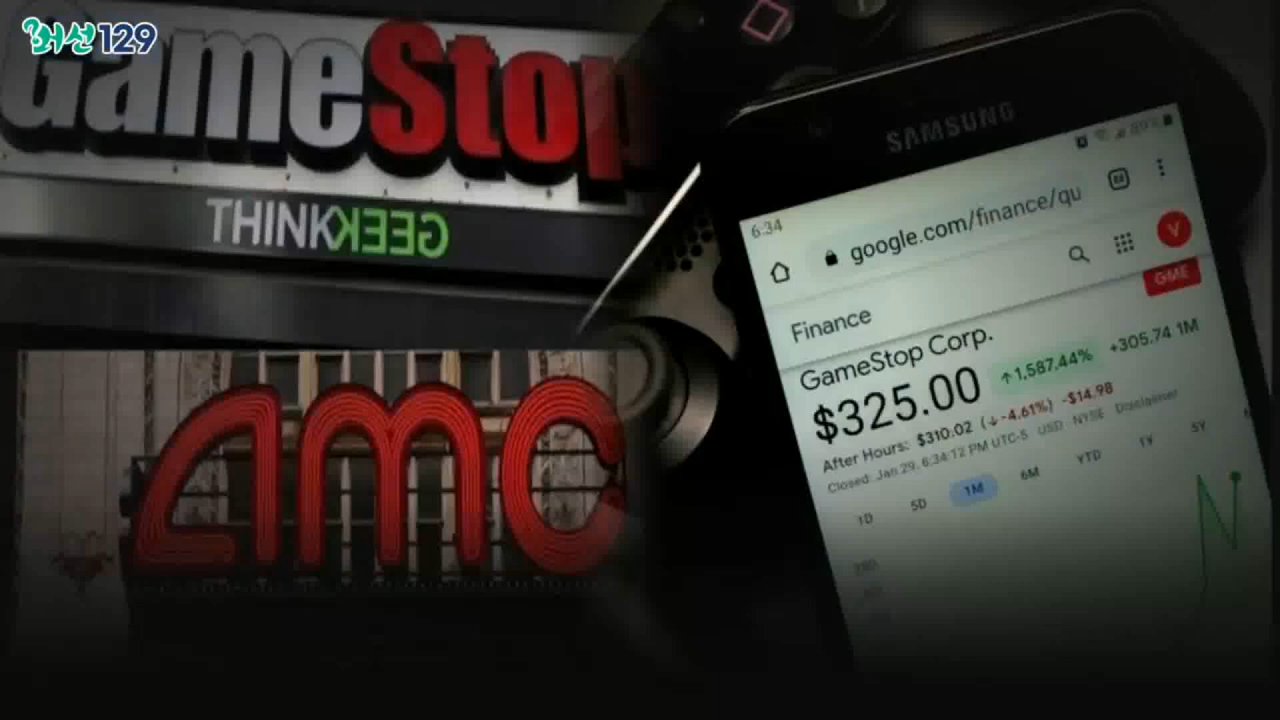 머선129
GameStop
THINKGEEK
AMC
SAMSUNG
6:34
google.com/finance/qu
V
Finance
GME
GameStop Corp.
$325.00
↑1,587.44%
+305.74 1M
After Hours: $310.02 (↓-4.61%) -$14.98
Closed: Jan 29, 6:34:12 PM UTC-5 USD NYSE Disclaimer
1D 5D 1M 6M YTD 1Y 5Y